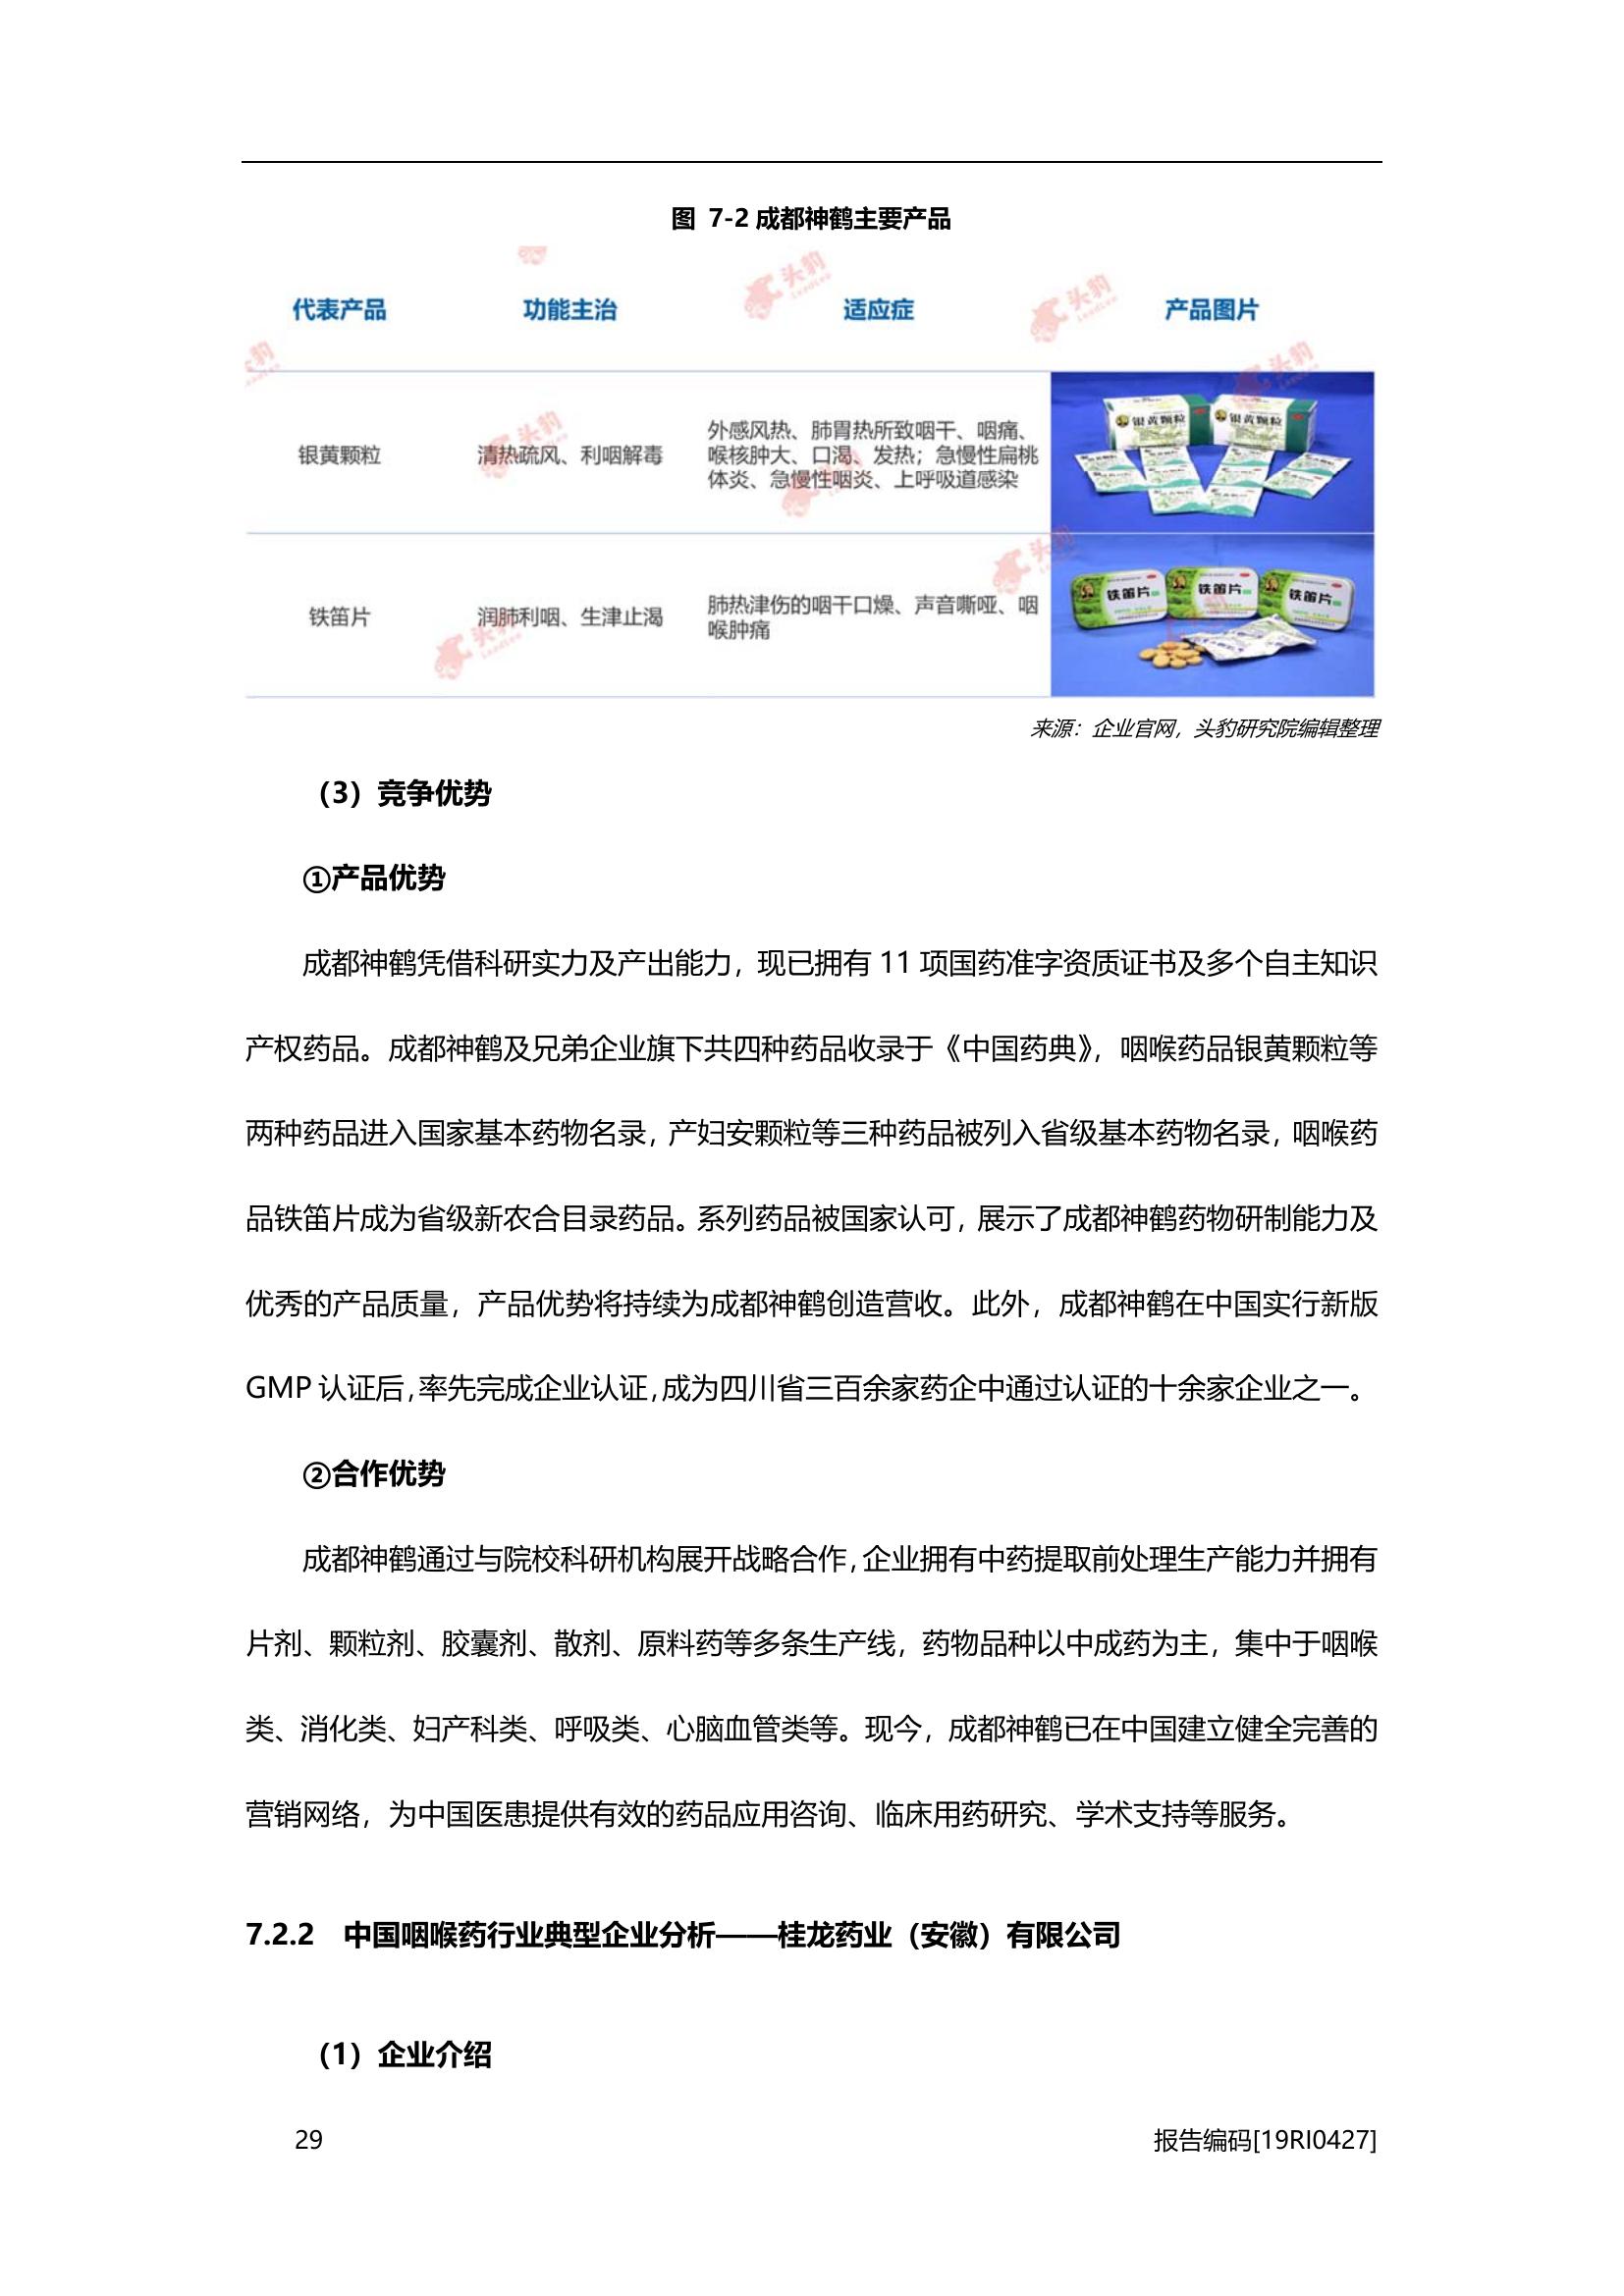 图 7-2 成都神鹤主要产品
代表产品 功能主治 适应症 产品图片
银黄颗粒 清热疏风、利咽解毒 外感风热、肺胃热所致咽干、咽痛、
喉核肿大、口渴、发热；急慢性扁桃
体炎、急慢性咽炎、上呼吸道感染
银黄颗粒 银黄颗粒
铁笛片 润肺利咽、生津止渴 肺热津伤的咽干口燥、声音嘶哑、咽
喉肿痛
铁笛片 铁笛片 铁笛片
头豹
LeadLeo
来源：企业官网，头豹研究院编辑整理
（3）竞争优势
①产品优势
成都神鹤凭借科研实力及产出能力，现已拥有 11 项国药准字资质证书及多个自主知识
产权药品。成都神鹤及兄弟企业旗下共四种药品收录于《中国药典》，咽喉药品银黄颗粒等
两种药品进入国家基本药物名录，产妇安颗粒等三种药品被列入省级基本药物名录，咽喉药
品铁笛片成为省级新农合目录药品。系列药品被国家认可，展示了成都神鹤药物研制能力及
优秀的产品质量，产品优势将持续为成都神鹤创造营收。此外，成都神鹤在中国实行新版
GMP 认证后，率先完成企业认证，成为四川省三百余家药企中通过认证的十余家企业之一。
②合作优势
成都神鹤通过与院校科研机构展开战略合作，企业拥有中药提取前处理生产能力并拥有
片剂、颗粒剂、胶囊剂、散剂、原料药等多条生产线，药物品种以中成药为主，集中于咽喉
类、消化类、妇产科类、呼吸类、心脑血管类等。现今，成都神鹤已在中国建立健全完善的
营销网络，为中国医患提供有效的药品应用咨询、临床用药研究、学术支持等服务。
7.2.2 中国咽喉药行业典型企业分析——桂龙药业（安徽）有限公司
（1）企业介绍
29 报告编码[19RI0427]